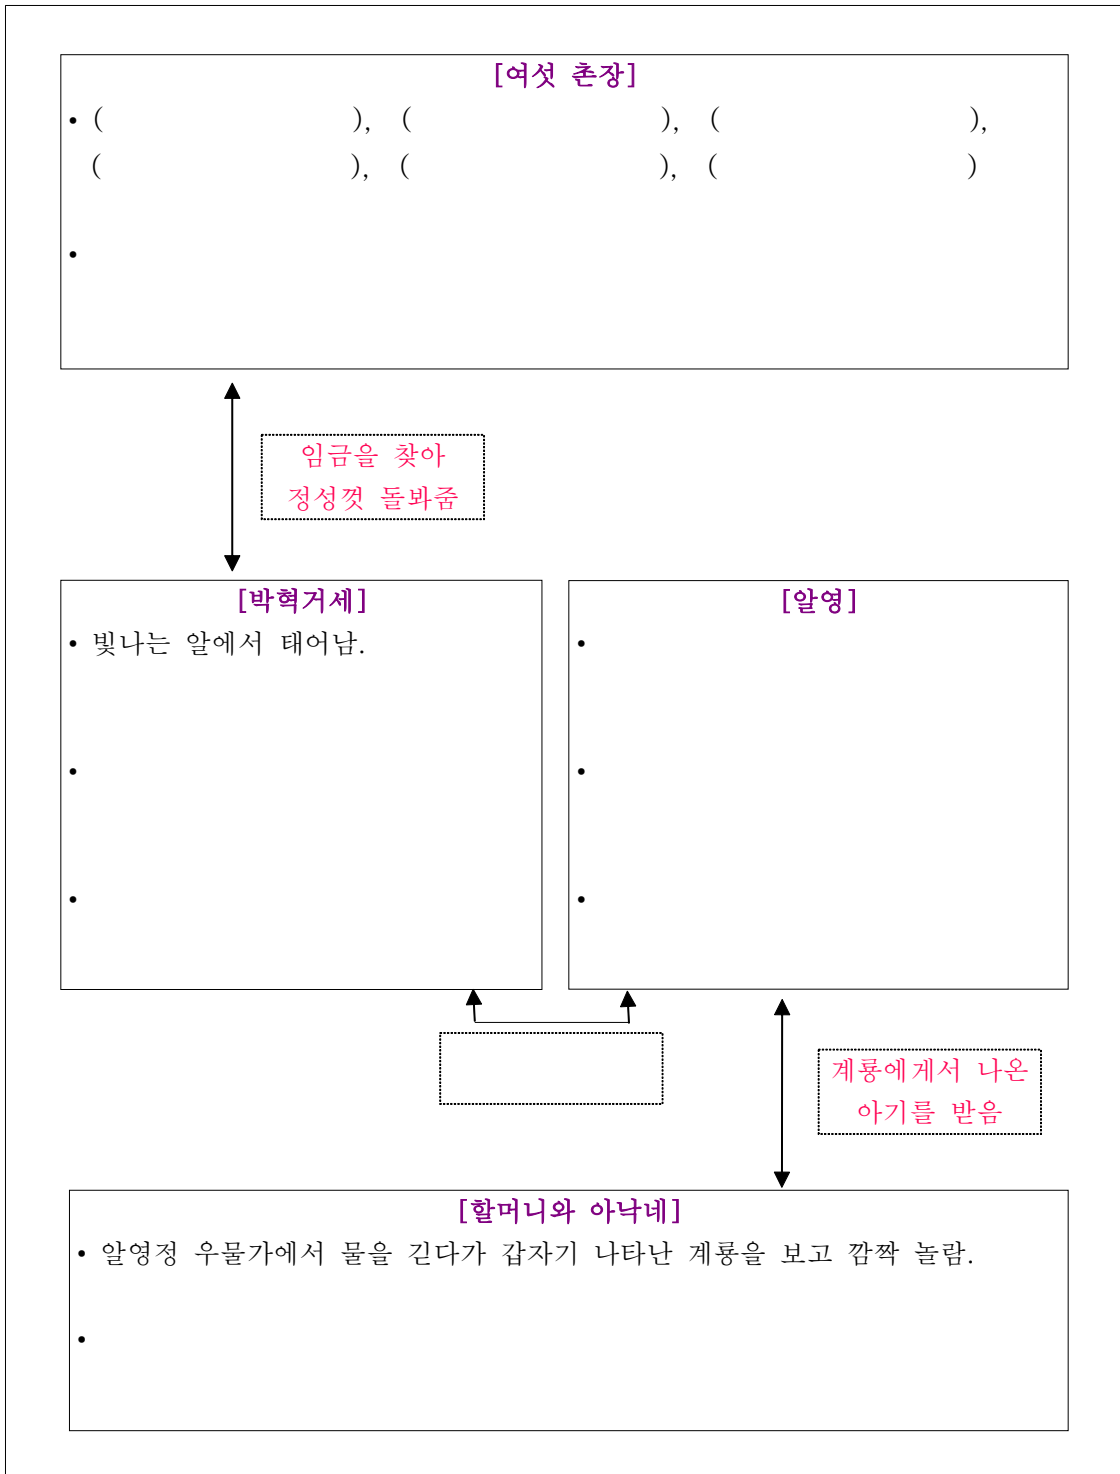 [여섯 촌장]
• (                    ), (                    ), (                    ),
(                    ), (                    ), (                    )
•
임금을 찾아
정성껏 돌봐줌
[박혁거세]
• 빛나는 알에서 태어남.
•
•
[알영]
•
•
•
계룡에게서 나온
아기를 받음
[할머니와 아낙네]
• 알영정 우물가에서 물을 긷다가 갑자기 나타난 계룡을 보고 깜짝 놀람.
•